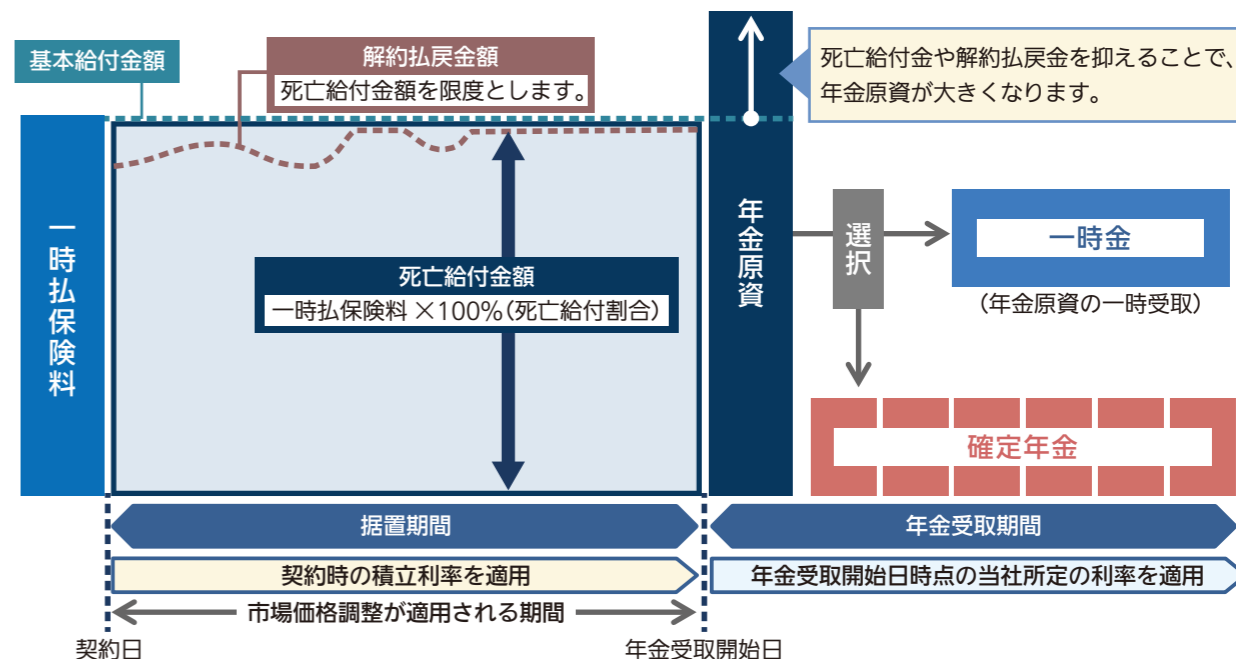 基本給付金額
解約払戻金額
死亡給付金額を限度とします。
死亡給付金や解約払戻金を抑えることで、
年金原資が大きくなります。
一時払保険料
死亡給付金額
一時払保険料×100%(死亡給付割合)
年金原資
選択
一時金
(年金原資の一時受取)
確定年金
据置期間
年金受取期間
契約時の積立利率を適用
年金受取開始日時点の当社所定の利率を適用
市場価格調整が適用される期間
契約日
年金受取開始日